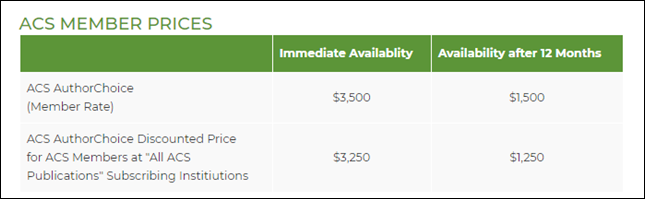 ACS MEMBER PRICES
Immediate Availablity Availability after 12 Months
ACS AuthorChoice
(Member Rate) $3,500 $1,500
ACS AuthorChoice Discounted Price
for ACS Members at "All ACS $3,250 $1,250
Publications" Subscribing Instititutions